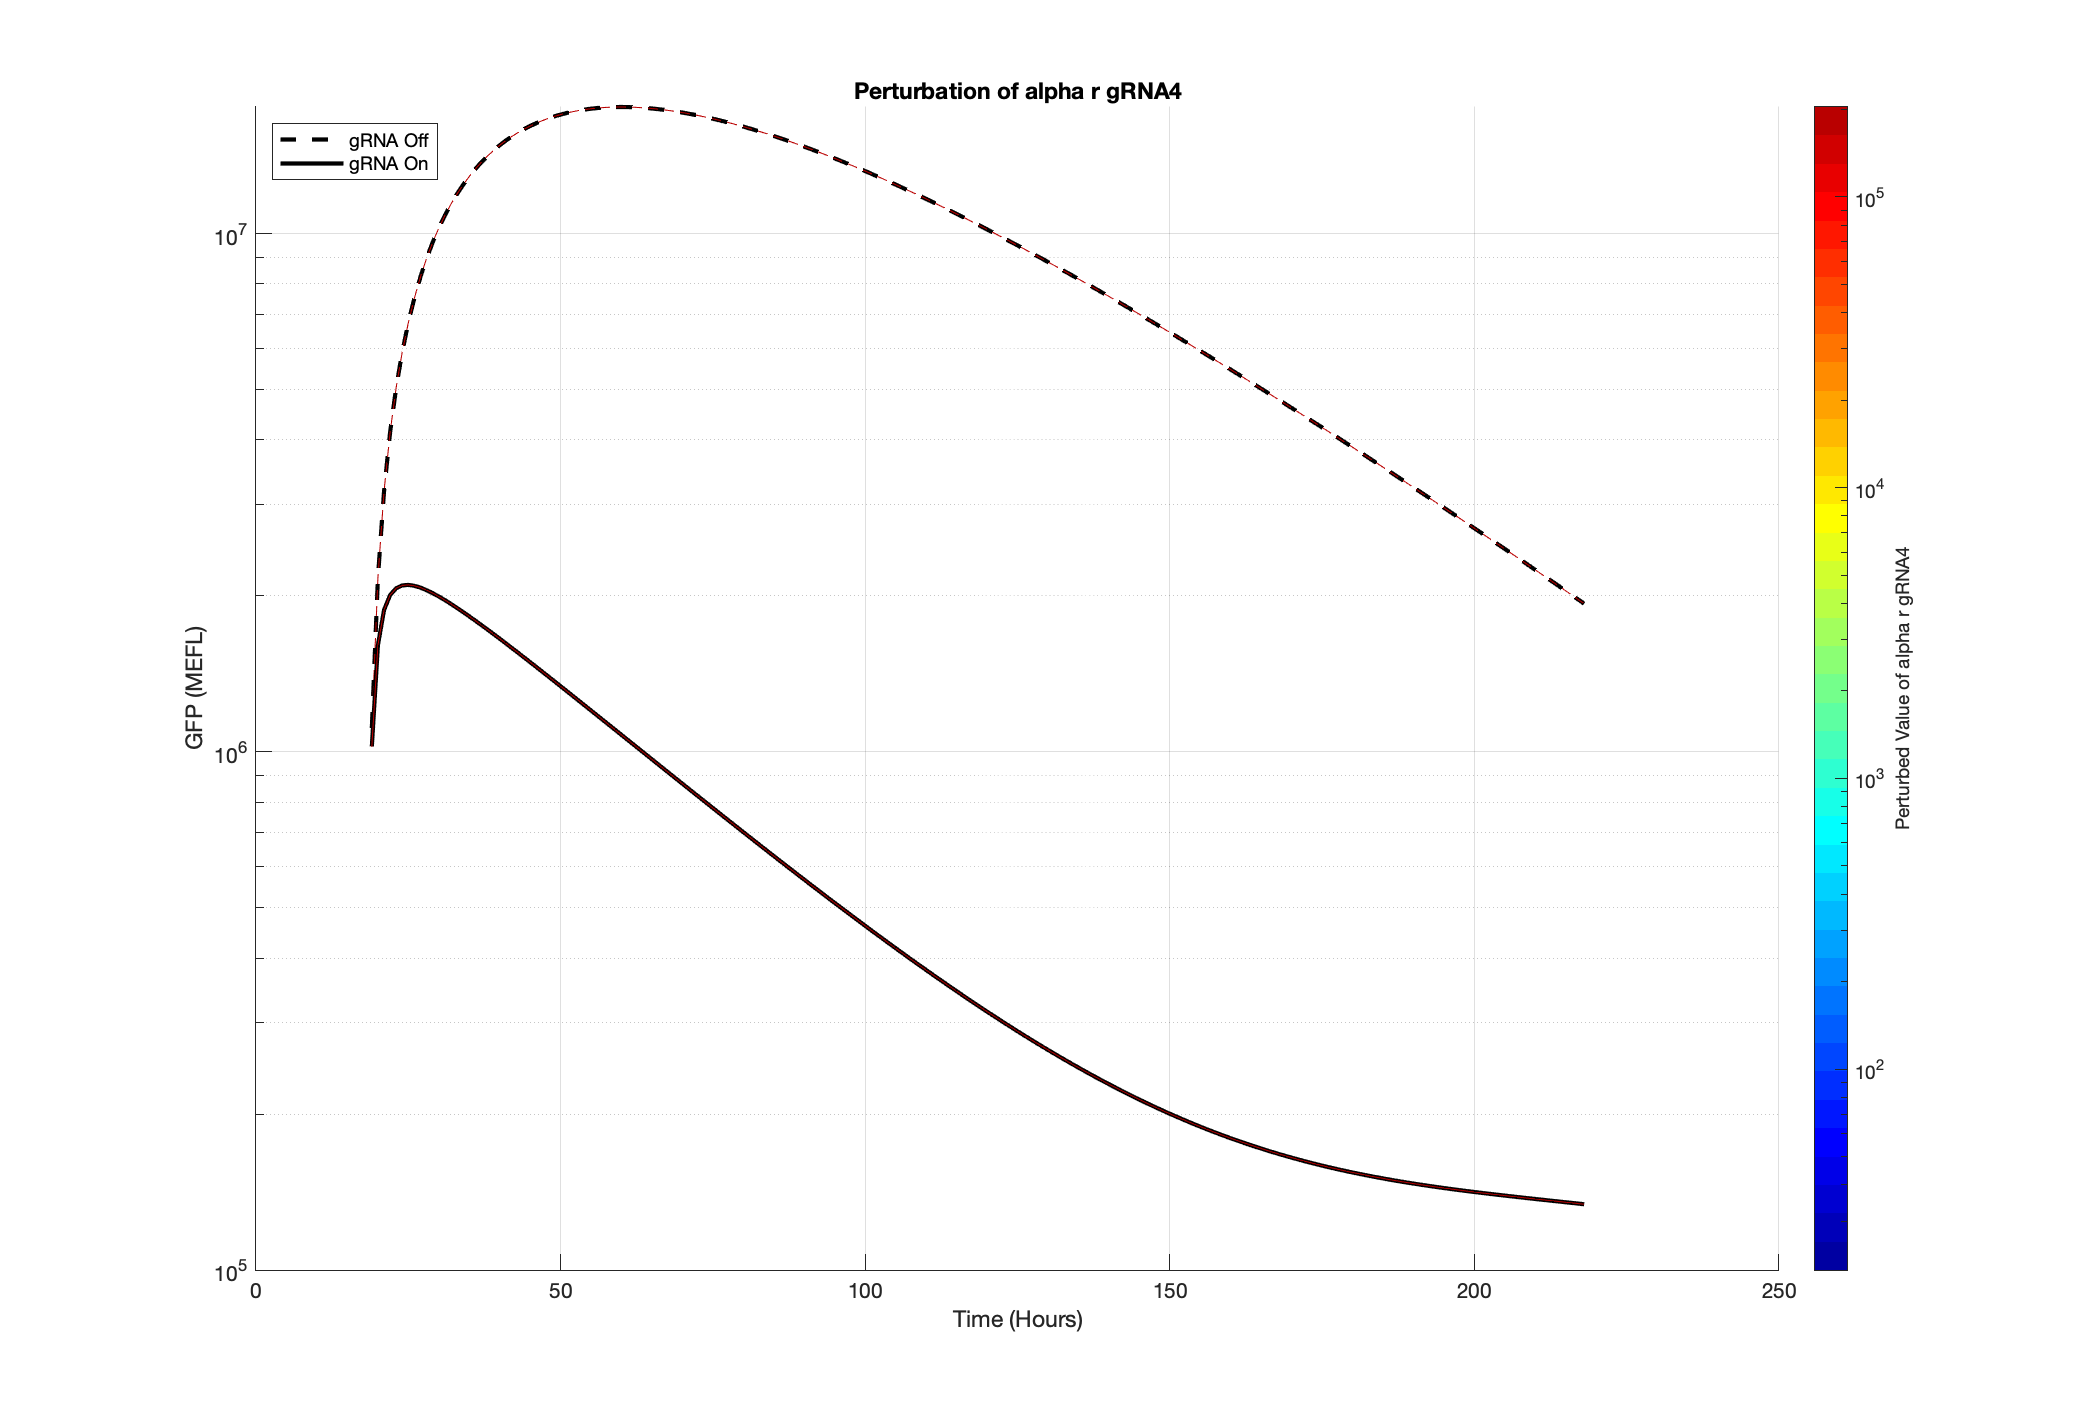 Perturbation of alpha r gRNA4
gRNA Off
gRNA On
10^7
10^6
10^5
GFP (MEFL)
0 50 100 150 200 250
Time (Hours)
10^5
10^4
10^3
10^2
Perturbed Value of alpha r gRNA4